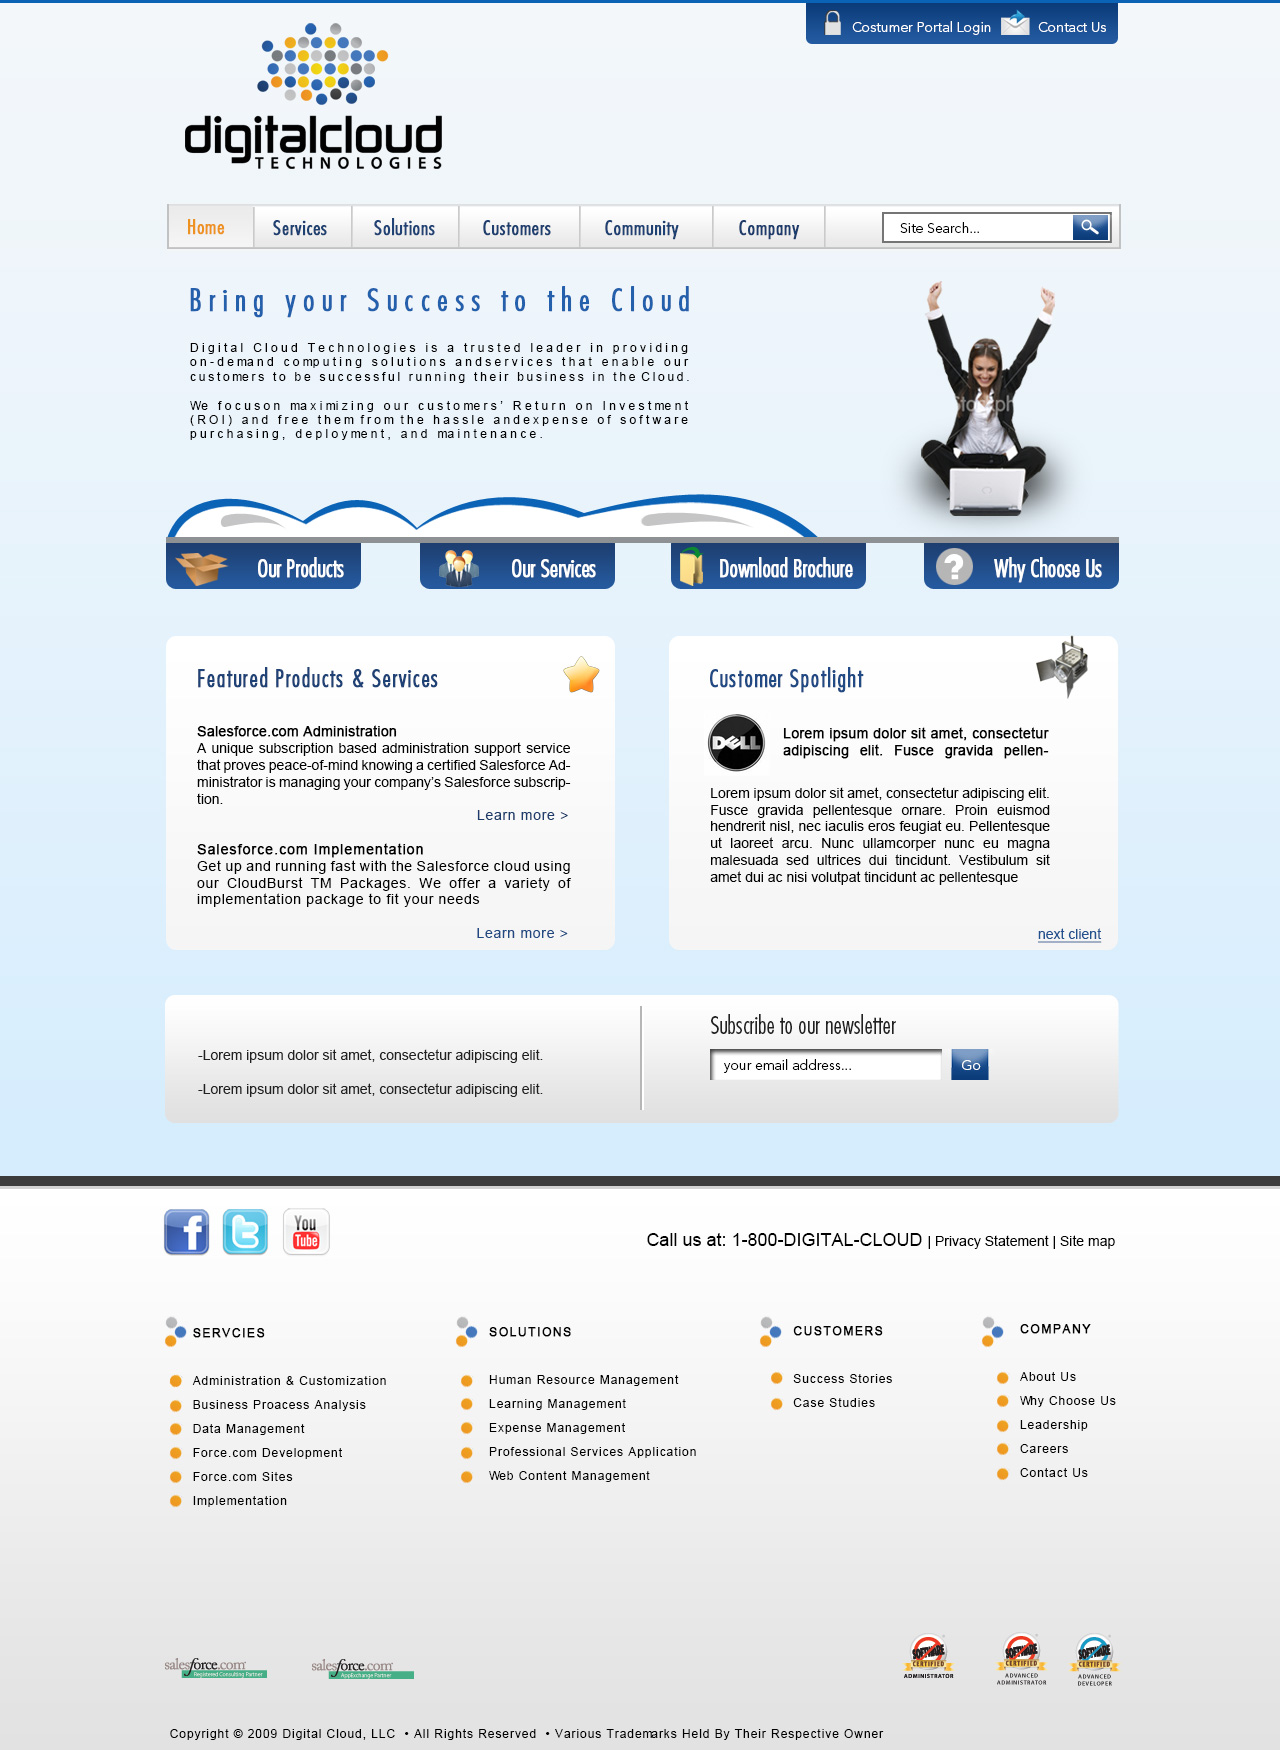 Costumer Portal Login
Contact Us
digitalcloud
TECHNOLOGIES
Home
Services
Solutions
Customers
Community
Company
Site Search...
Bring your Success to the Cloud
Digital Cloud Technologies is a trusted leader in providing
on-demand computing solutions andservices that enable our
customers to be successful running their business in the Cloud.
We focuson maximizing our customers' Return on Investment
(ROI) and free them from the hassle andexpense of software
purchasing, deployment, and maintenance.
Our Products
Our Services
Download Brochure
Why Choose Us
Featured Products & Services
Salesforce.com Administration
A unique subscription based administration support service
that proves peace-of-mind knowing a certified Salesforce Ad-
ministrator is managing your company's Salesforce subscrip-
tion.
Learn more >
Salesforce.com Implementation
Get up and running fast with the Salesforce cloud using
our CloudBurst TM Packages. We offer a variety of
implementation package to fit your needs
Learn more >
Customer Spotlight
DELL
Lorem ipsum dolor sit amet, consectetur
adipiscing elit. Fusce gravida pellen-
Lorem ipsum dolor sit amet, consectetur adipiscing elit.
Fusce gravida pellentesque ornare. Proin euismod
hendrerit nisl, nec iaculis eros feugiat eu. Pellentesque
ut laoreet arcu. Nunc ullamcorper nunc eu magna
malesuada sed ultrices dui tincidunt. Vestibulum sit
amet dui ac nisi volutpat tincidunt ac pellentesque
next client
-Lorem ipsum dolor sit amet, consectetur adipiscing elit.
-Lorem ipsum dolor sit amet, consectetur adipiscing elit.
Subscribe to our newsletter
your email address...
Go
f
t
You
Tube
Call us at: 1-800-DIGITAL-CLOUD | Privacy Statement | Site map
SERVCIES
Administration & Customization
Business Proacess Analysis
Data Management
Force.com Development
Force.com Sites
Implementation
SOLUTIONS
Human Resource Management
Learning Management
Expense Management
Professional Services Application
Web Content Management
CUSTOMERS
Success Stories
Case Studies
COMPANY
About Us
Why Choose Us
Leadership
Careers
Contact Us
salesforce.com
Registered Consulting Partner
salesforce.com
AppExchange Partner
SOFTWARE
CERTIFIED
ADMINISTRATOR
SOFTWARE
CERTIFIED
ADVANCED
ADMINISTRATOR
SOFTWARE
CERTIFIED
ADVANCED
DEVELOPER
Copyright © 2009 Digital Cloud, LLC • All Rights Reserved • Various Trademarks Held By Their Respective Owner